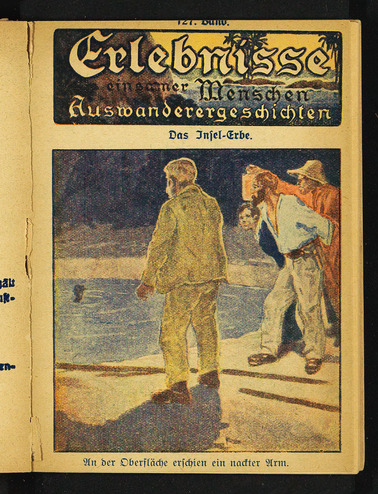 127. Band.
Erlebnisse
einsamer Menschen
Auswanderergeschichten
Das Insel-Erbe.
An der Oberfläche erschien ein nackter Arm.